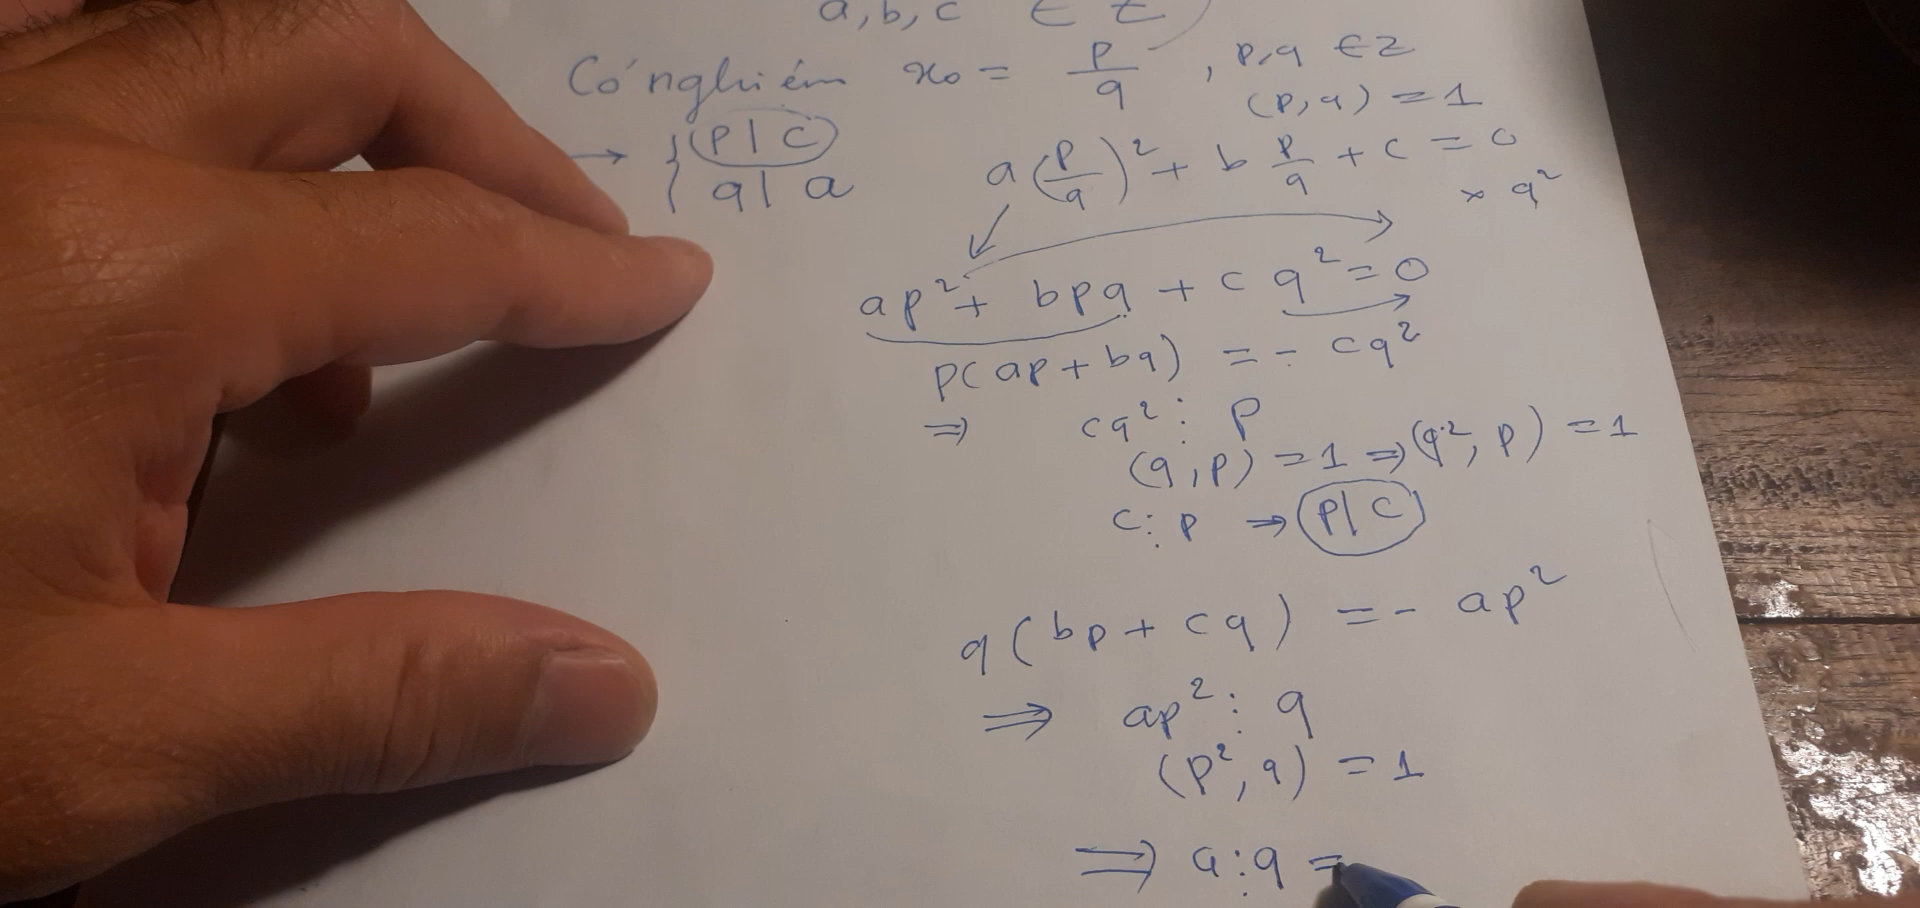 a, b, c ∈ Z
Có nghiệm x₀ = p/q , p,q ∈ Z
(p,q) = 1
→ { p | c
q | a
a(p/q)² + b p/q + c = 0
× q²
ap² + bpq + cq² = 0
p(ap + bq) = - cq²
⇒ cq² ⋮ p
(q,p) = 1 ⇒ (q², p) = 1
c ⋮ p ⇒ p | c
q(bp + cq) = - ap²
⇒ ap² ⋮ q
(p², q) = 1
⇒ a ⋮ q =